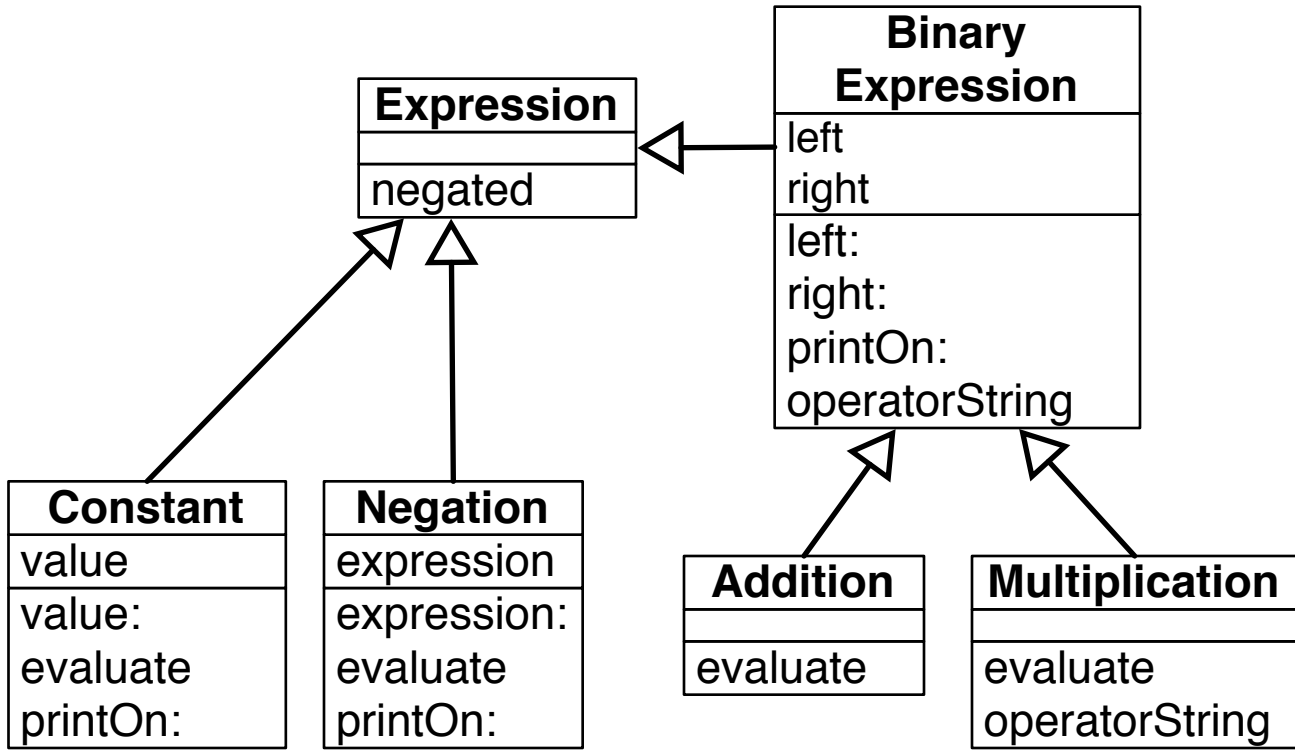 Expression
negated
Binary
Expression
left
right
left:
right:
printOn:
operatorString
Constant
value
value:
evaluate
printOn:
Negation
expression
expression:
evaluate
printOn:
Addition
evaluate
Multiplication
evaluate
operatorString